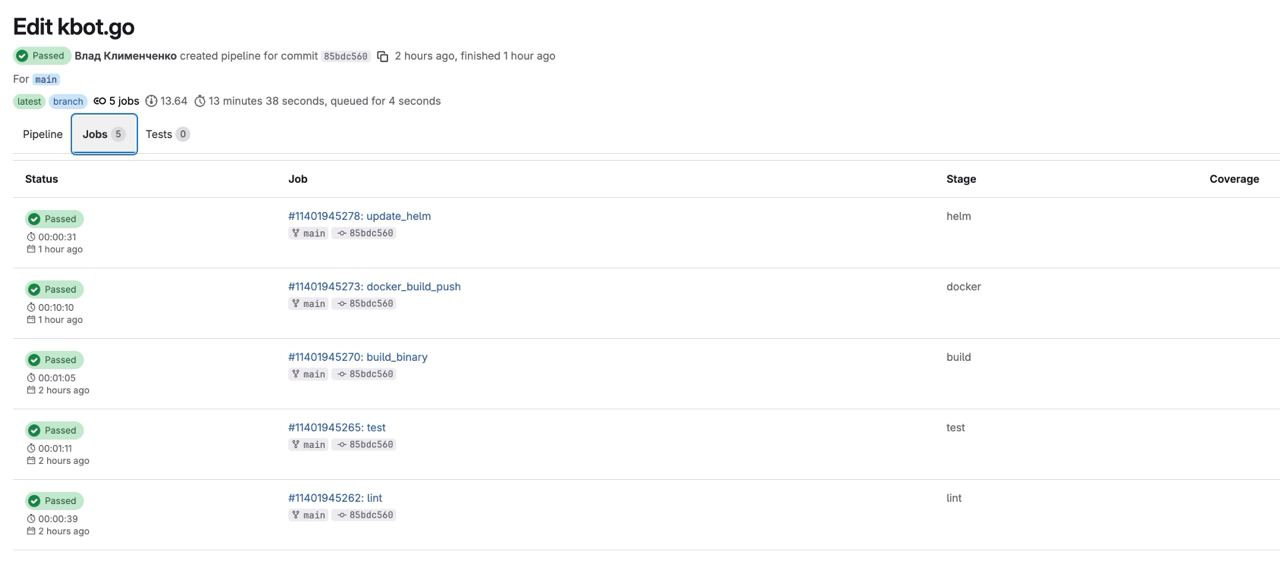 Edit kbot.go
Passed Влад Клименченко created pipeline for commit 85bdc560 2 hours ago, finished 1 hour ago
For main
latest branch 5 jobs 13.64 13 minutes 38 seconds, queued for 4 seconds
Pipeline Jobs 5 Tests 0
Status Job Stage Coverage
Passed #11401945278: update_helm helm
00:00:31 main 85bdc560
1 hour ago
Passed #11401945273: docker_build_push docker
00:10:10 main 85bdc560
1 hour ago
Passed #11401945270: build_binary build
00:01:05 main 85bdc560
2 hours ago
Passed #11401945265: test test
00:01:11 main 85bdc560
2 hours ago
Passed #11401945262: lint lint
00:00:39 main 85bdc560
2 hours ago